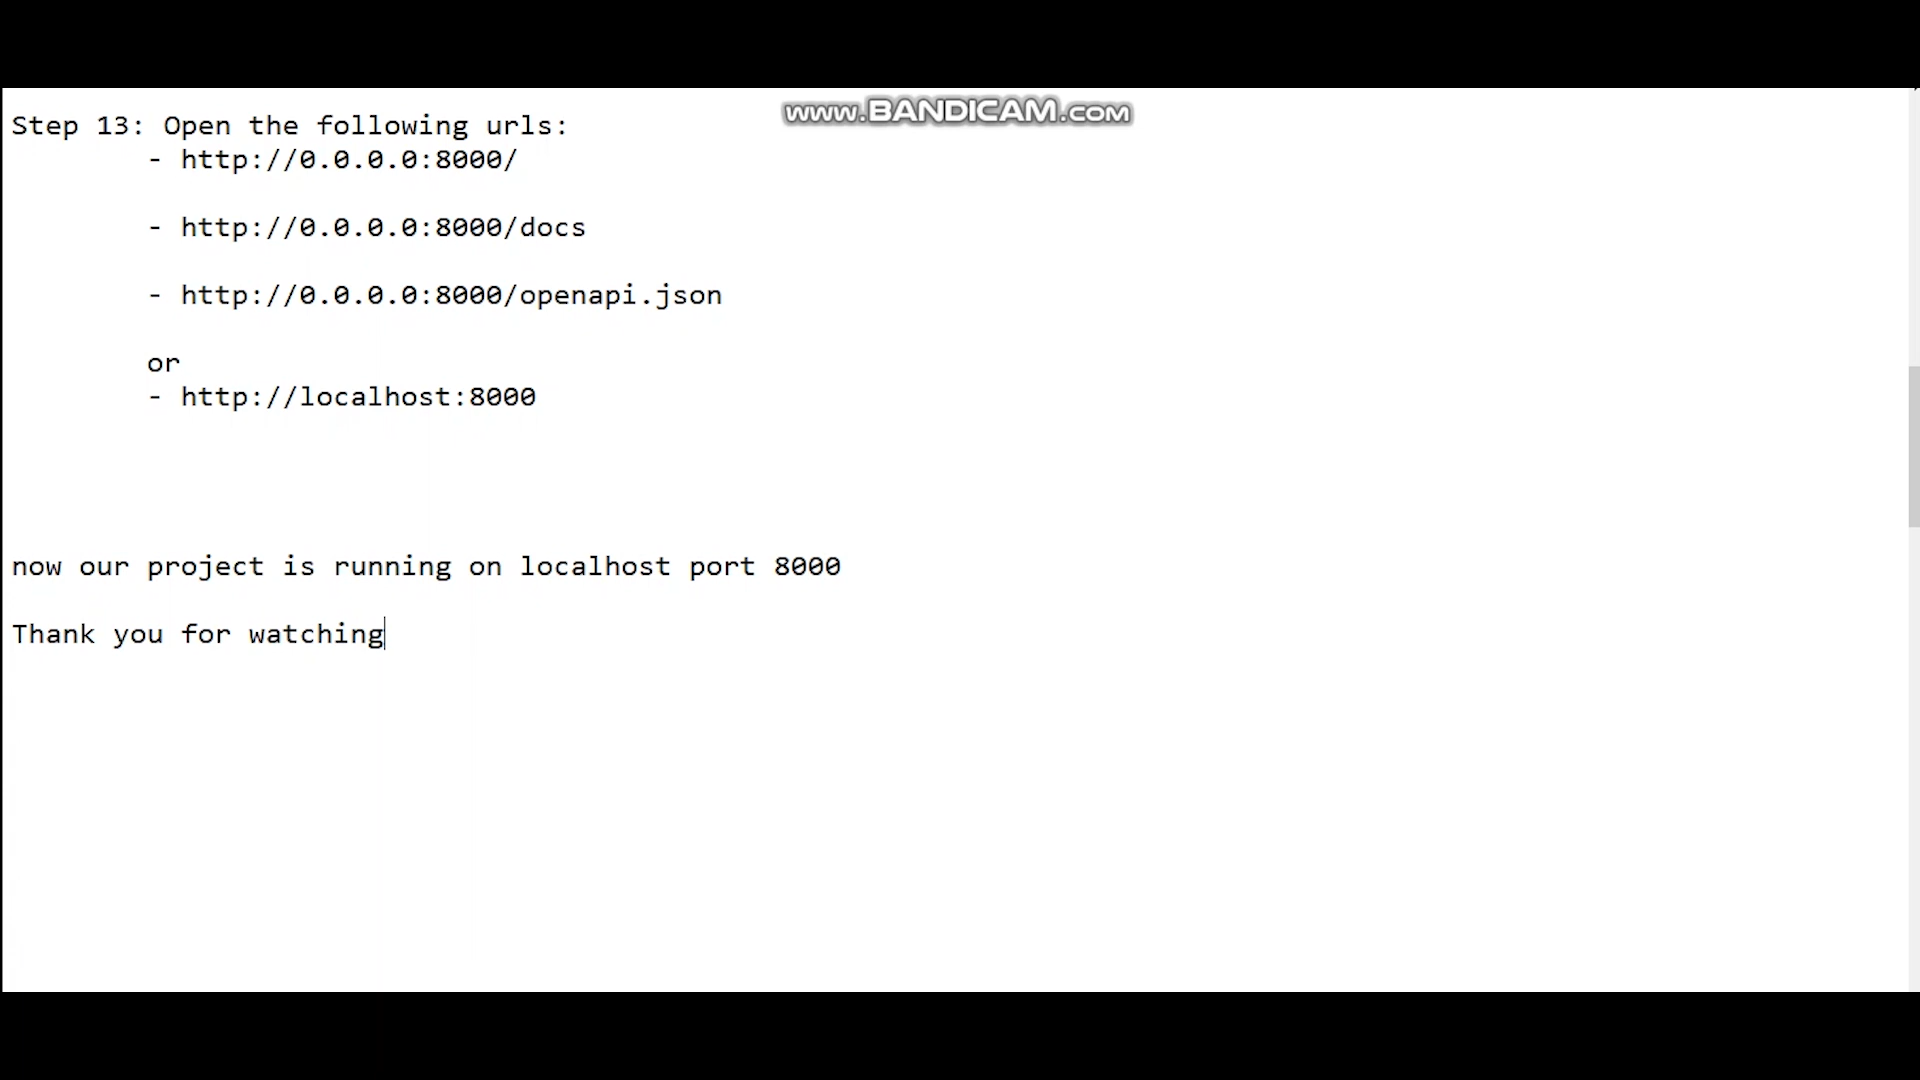 www.BANDICAM.com
Step 13: Open the following urls:
- http://0.0.0.0:8000/
- http://0.0.0.0:8000/docs
- http://0.0.0.0:8000/openapi.json
or
- http://localhost:8000
now our project is running on localhost port 8000
Thank you for watching